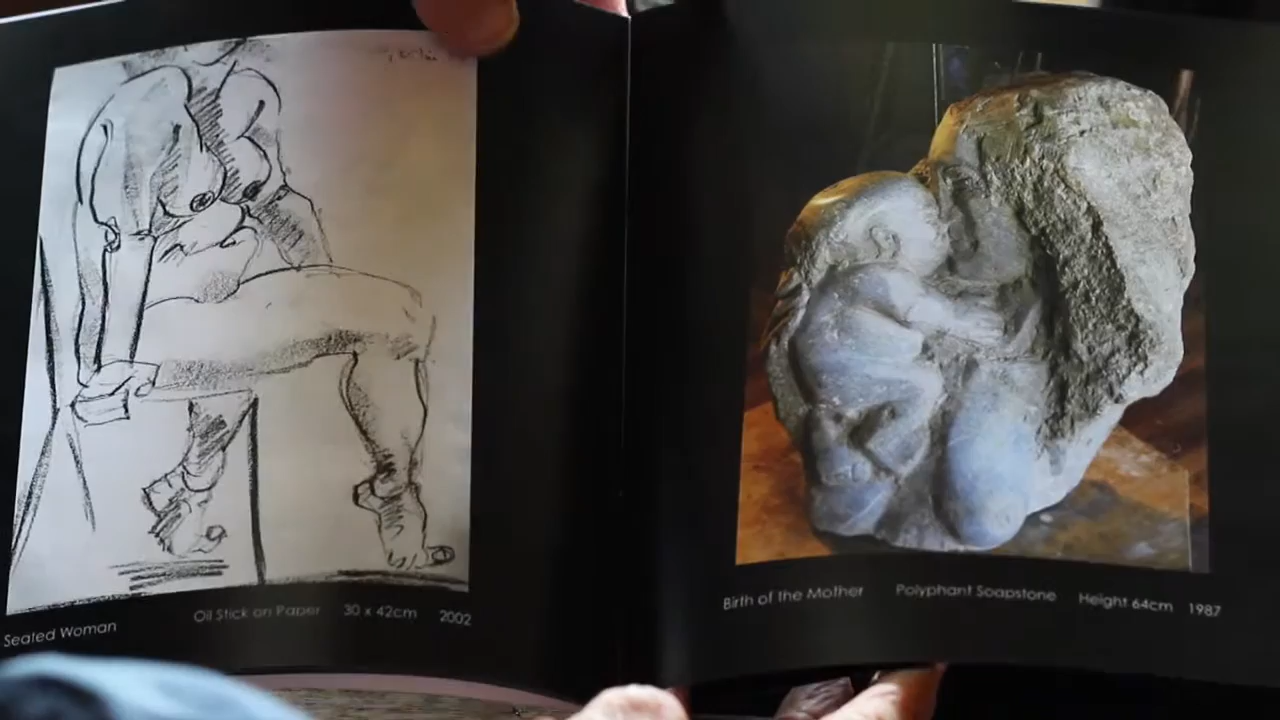 Seated Woman Oil Stick on Paper 30 x 42cm 2002
Birth of the Mother Polyphant Soapstone Height 64cm 1987